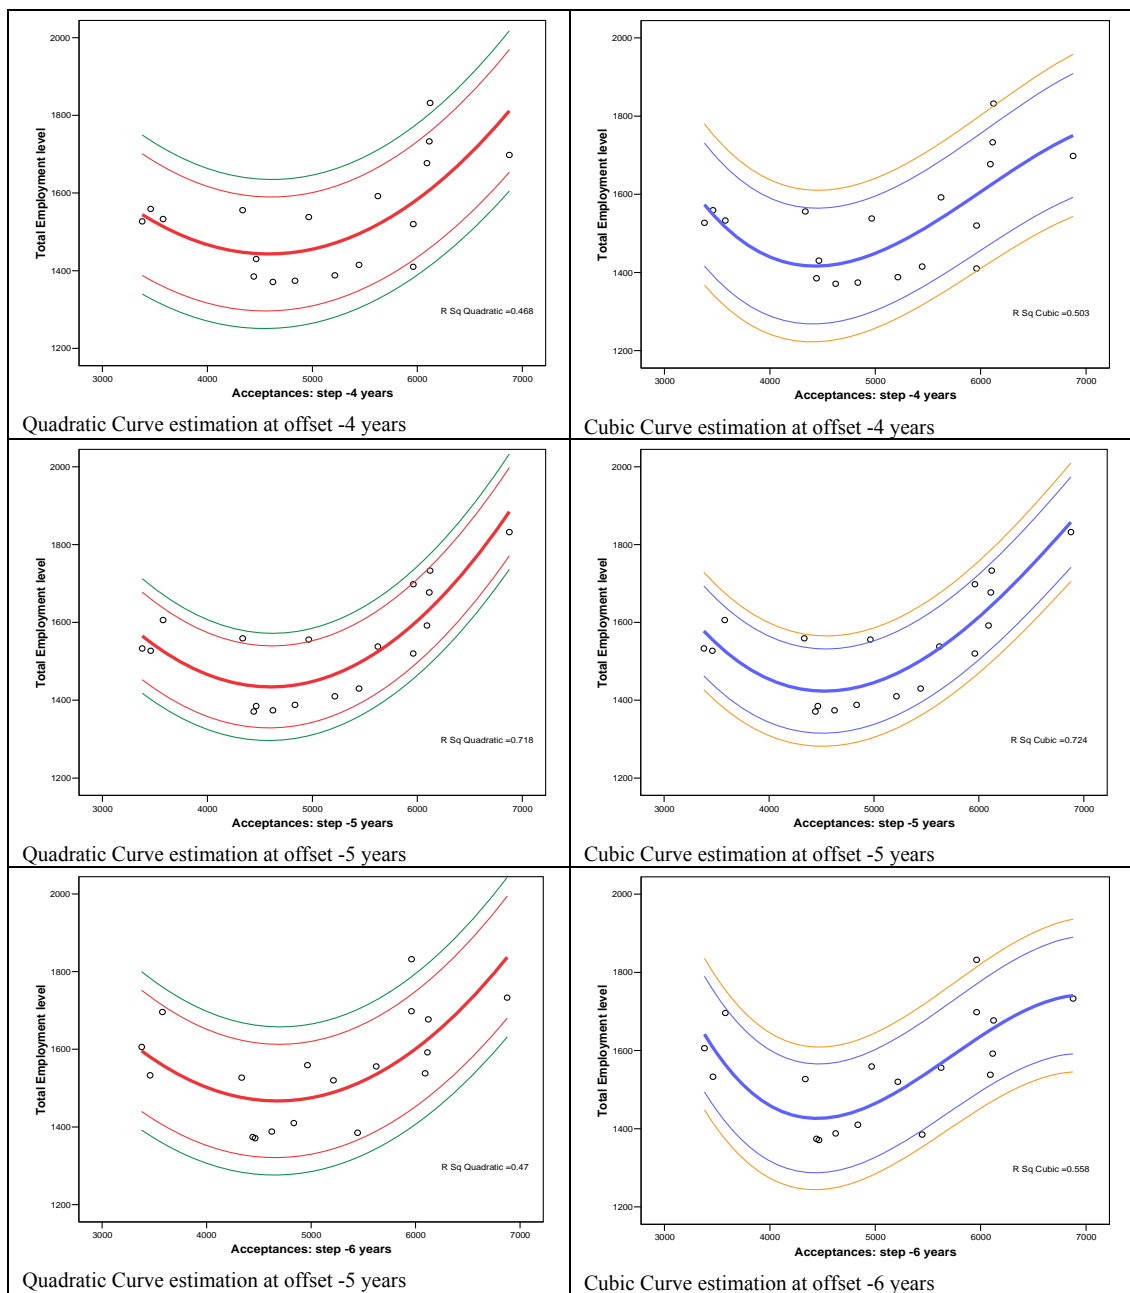 2000
1800
1600
1400
1200
Total Employment level
R Sq Quadratic =0.468
3000 4000 5000 6000 7000
Acceptances: step -4 years
Quadratic Curve estimation at offset -4 years
2000
1800
1600
1400
1200
Total Employment level
R Sq Cubic =0.503
3000 4000 5000 6000 7000
Acceptances: step -4 years
Cubic Curve estimation at offset -4 years
2000
1800
1600
1400
1200
Total Employment level
R Sq Quadratic =0.718
3000 4000 5000 6000 7000
Acceptances: step -5 years
Quadratic Curve estimation at offset -5 years
2000
1800
1600
1400
1200
Total Employment level
R Sq Cubic =0.724
3000 4000 5000 6000 7000
Acceptances: step -5 years
Cubic Curve estimation at offset -5 years
2000
1800
1600
1400
1200
Total Employment level
R Sq Quadratic =0.47
3000 4000 5000 6000 7000
Acceptances: step -6 years
Quadratic Curve estimation at offset -5 years
2000
1800
1600
1400
1200
Total Employment level
R Sq Cubic =0.558
3000 4000 5000 6000 7000
Acceptances: step -6 years
Cubic Curve estimation at offset -6 years